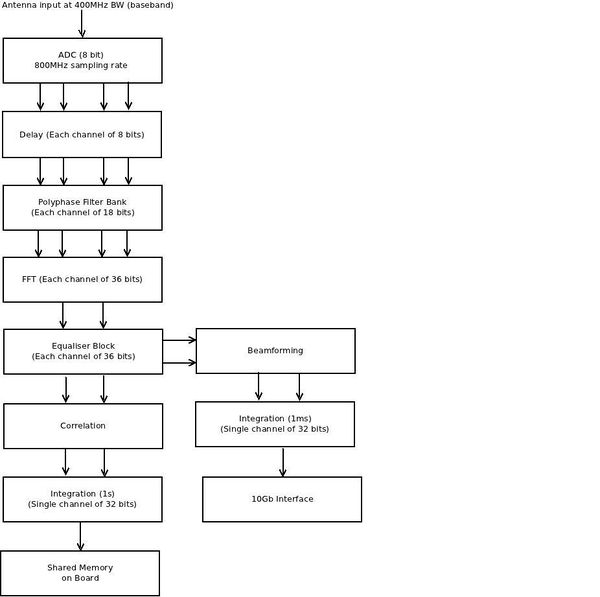 Antenna input at 400MHz BW (baseband)
ADC (8 bit)
800MHz sampling rate
Delay (Each channel of 8 bits)
Polyphase Filter Bank
(Each channel of 18 bits)
FFT (Each channel of 36 bits)
Equaliser Block
(Each channel of 36 bits)
Beamforming
Correlation
Integration (1ms)
(Single channel of 32 bits)
Integration (1s)
(Single channel of 32 bits)
10Gb Interface
Shared Memory
on Board